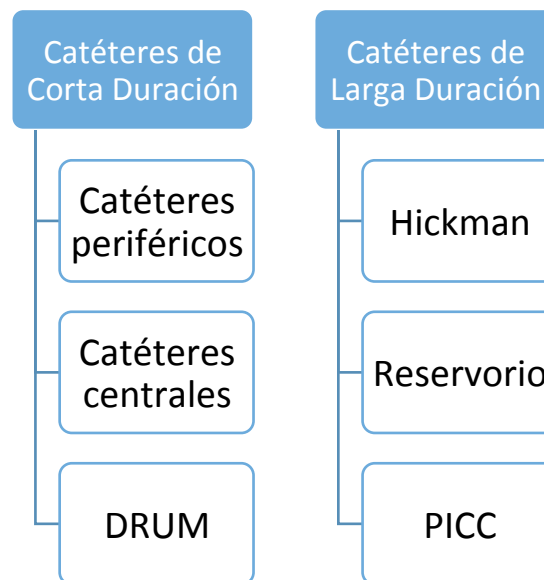 Catéteres de
Corta Duración
Catéteres
periféricos
Catéteres
centrales
DRUM
Catéteres de
Larga Duración
Hickman
Reservorio
PICC